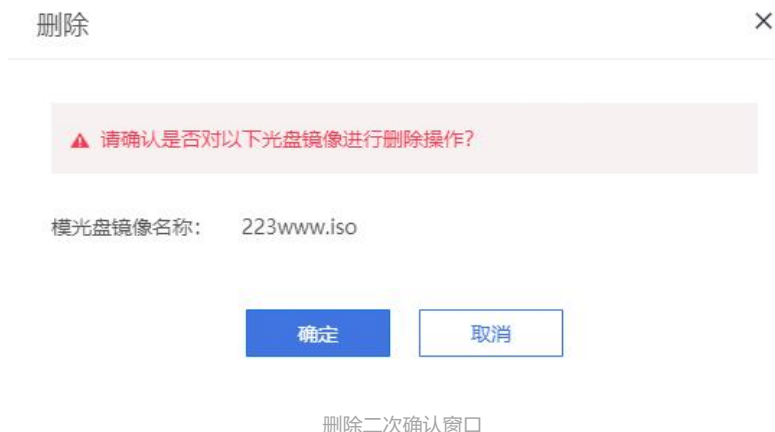 删除
请确认是否对以下光盘镜像进行删除操作?
模光盘镜像名称： 223www.iso
确定 取消
删除二次确认窗口